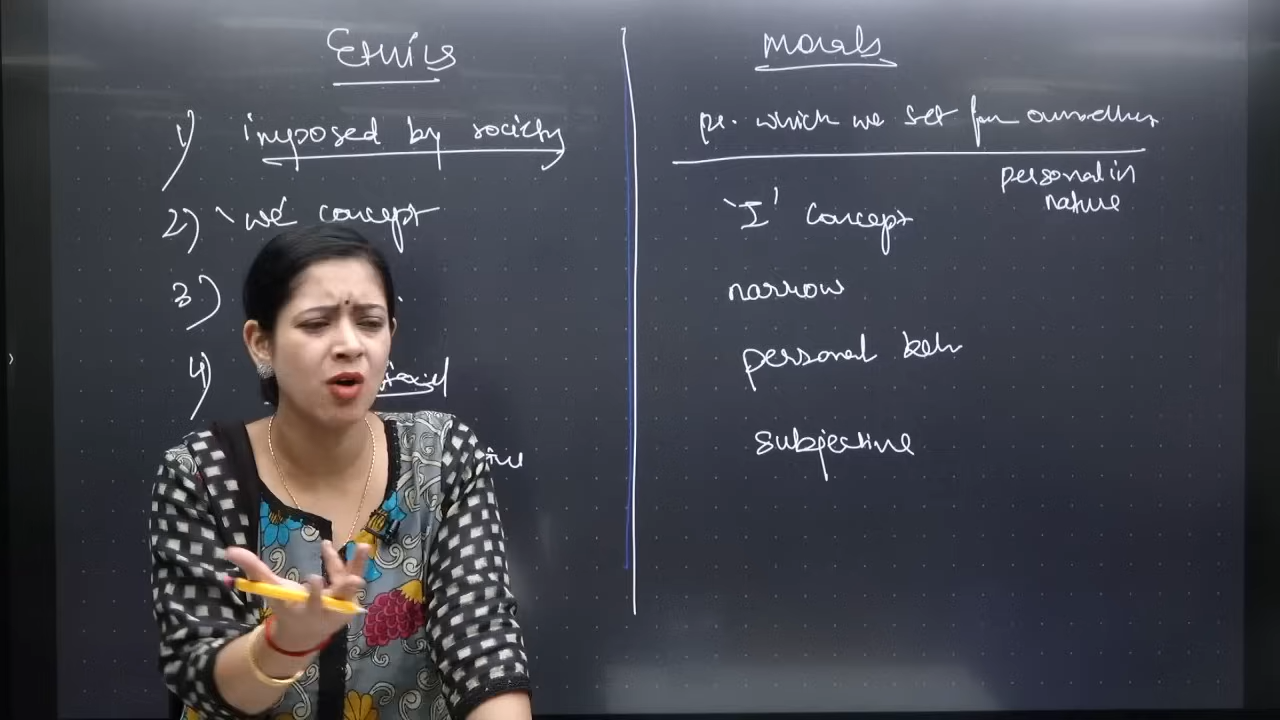 Ethics
1) imposed by society
2) 'We' concept
3)
4)
Morals
pr. which we set for ourselves
personal in
nature
'I' concept
narrow
personal beh
subjective